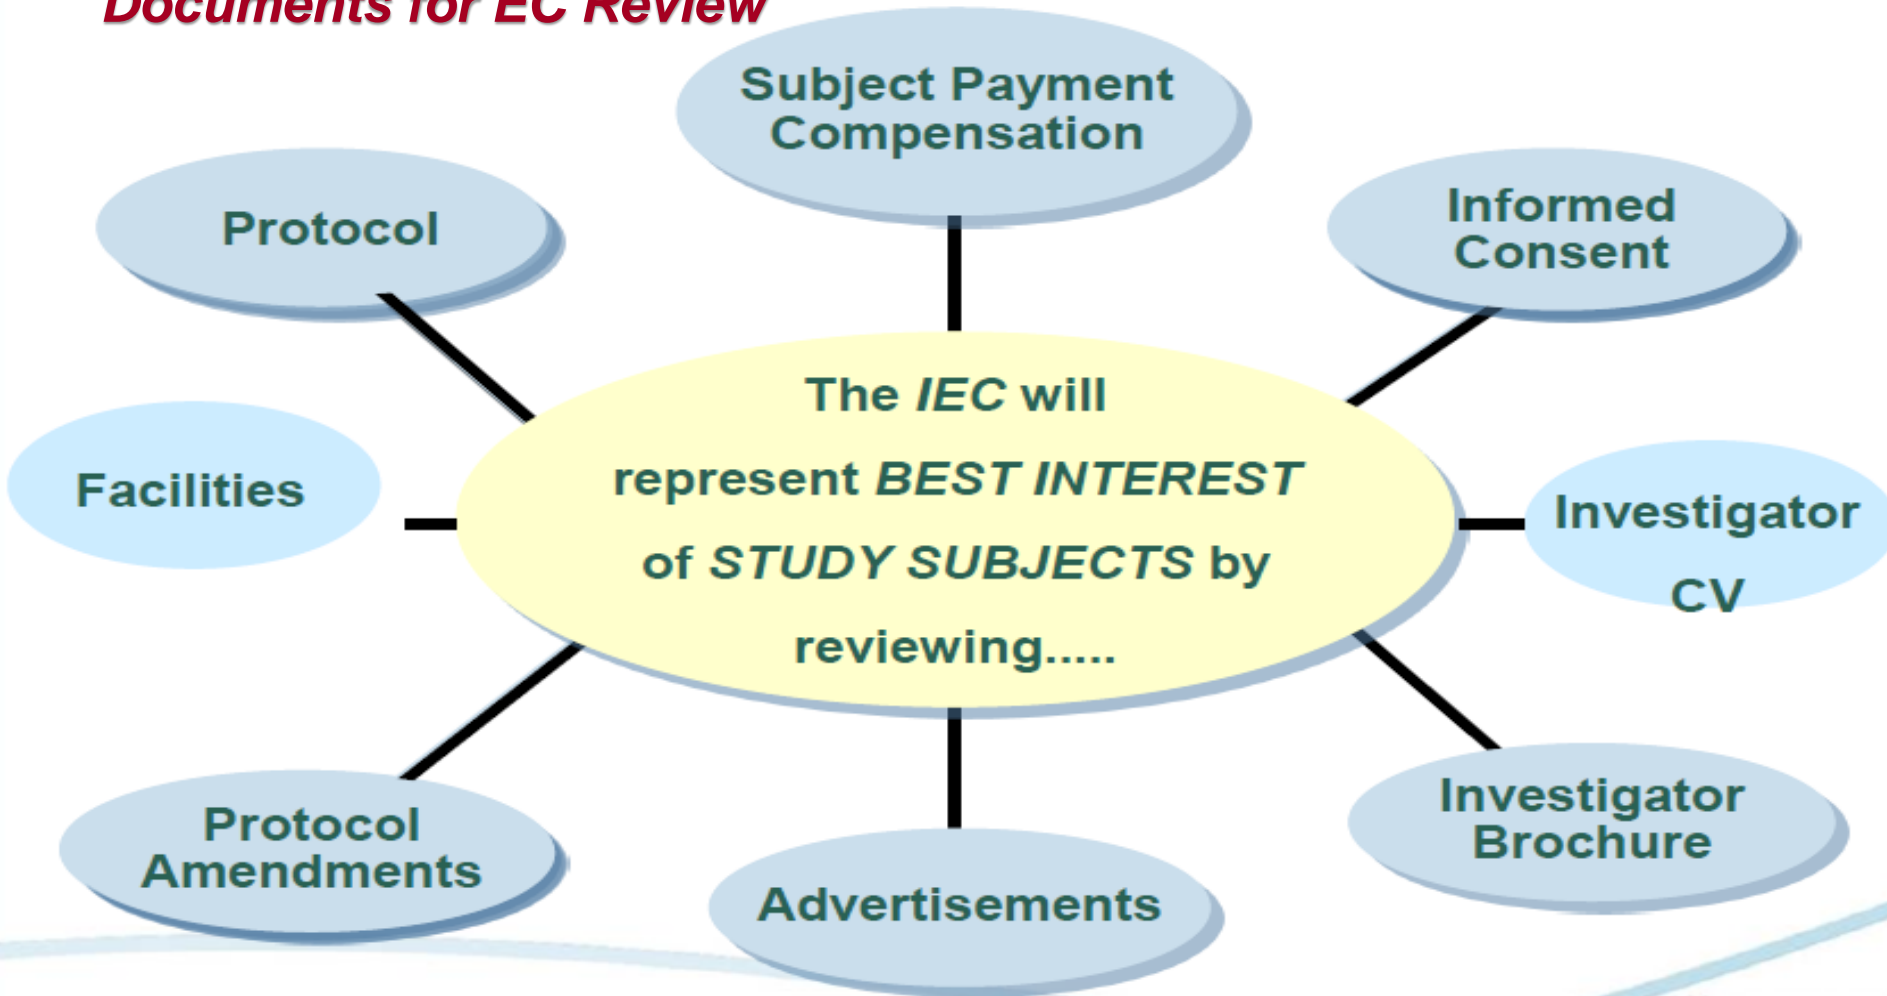 Documents for EC Review
Subject Payment
Compensation
Protocol
Informed
Consent
The IEC will
represent BEST INTEREST
of STUDY SUBJECTS by
reviewing.....
Facilities
Investigator
CV
Protocol
Amendments
Advertisements
Investigator
Brochure